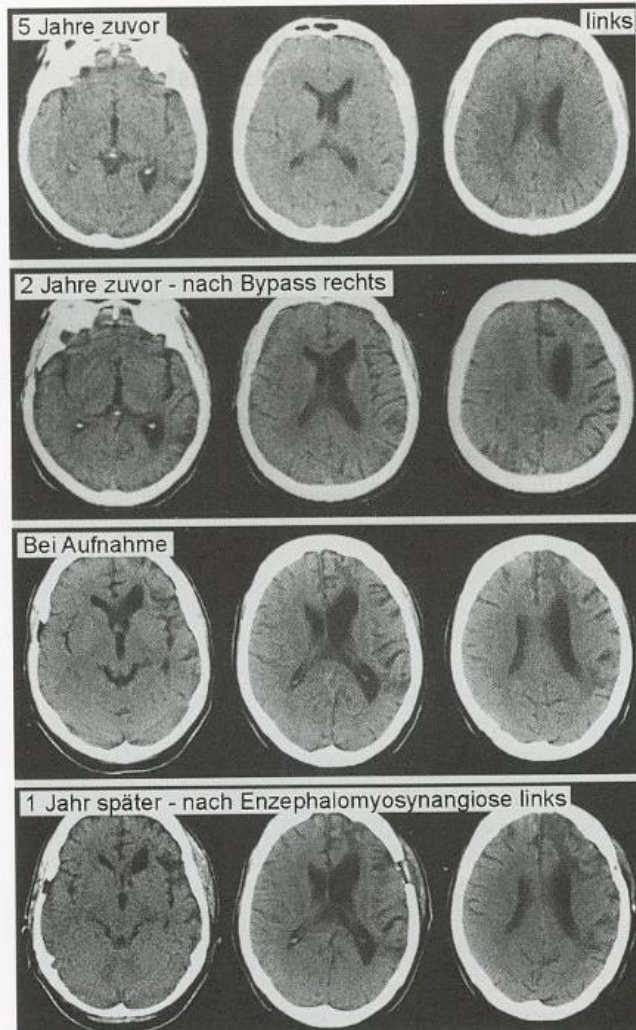 5 Jahre zuvor
links
2 Jahre zuvor - nach Bypass rechts
Bei Aufnahme
1 Jahr später - nach Enzephalomyosynangiose links